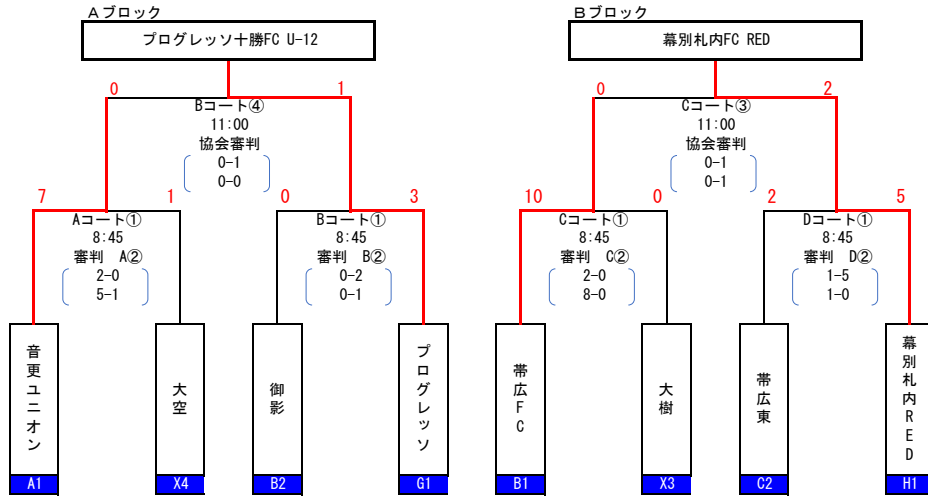 Aブロック
Bブロック
プログレッソ十勝FC U-12
幕別札内FC RED
0
1
0
2
Bコート④
11:00
協会審判
0-1
0-0
Cコート③
11:00
協会審判
0-1
0-1
7
1
0
3
10
0
2
5
Aコート①
8:45
審判 A②
2-0
5-1
Bコート①
8:45
審判 B②
0-2
0-1
Cコート①
8:45
審判 C②
2-0
8-0
Dコート①
8:45
審判 D②
1-5
1-0
音更ユニオン
大空
御影
プログレッソ
帯広FC
大樹
帯広東
幕別札内RED
A1
X4
B2
G1
B1
X3
C2
H1